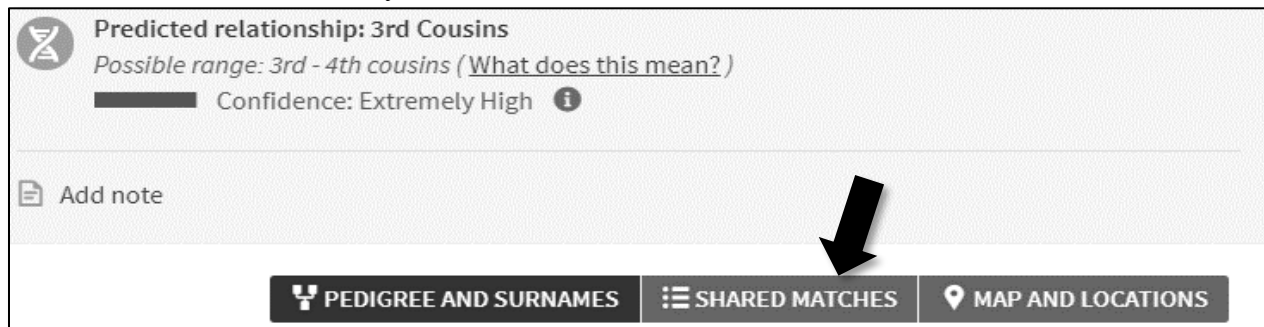 Predicted relationship: 3rd Cousins
Possible range: 3rd - 4th cousins ( What does this mean? )
Confidence: Extremely High
Add note
PEDIGREE AND SURNAMES SHARED MATCHES MAP AND LOCATIONS